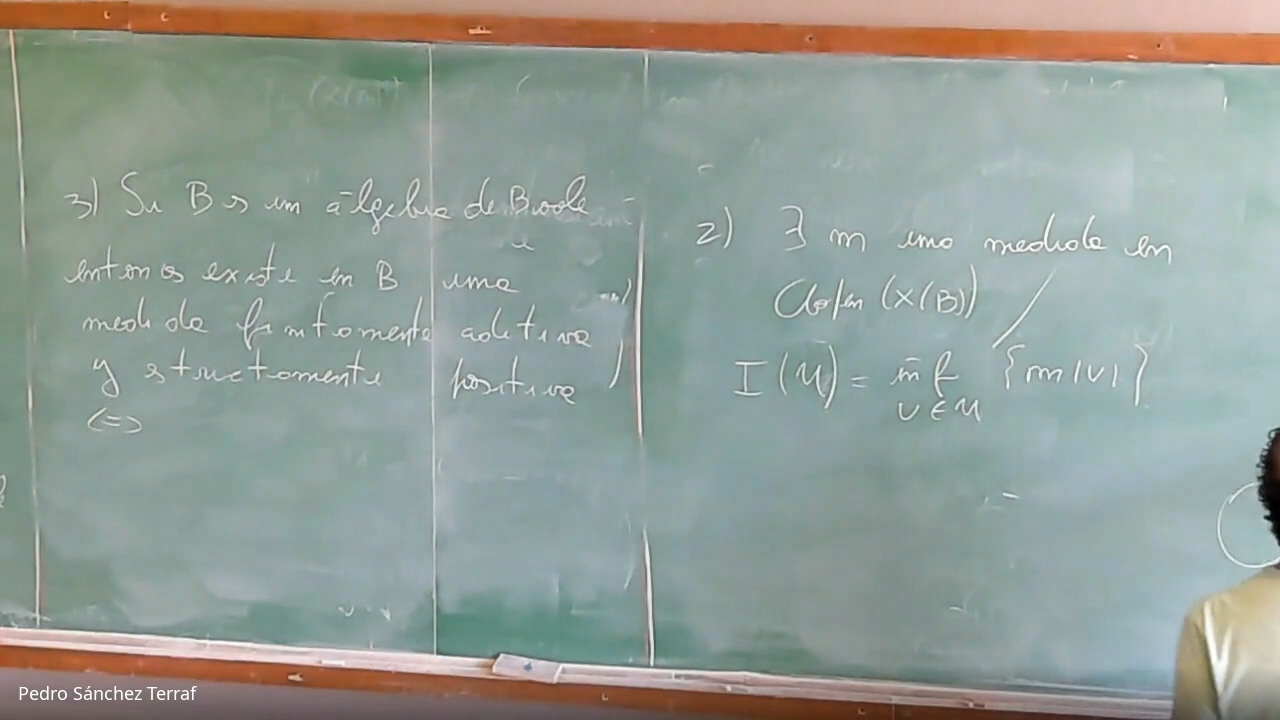 3) Si B es un álgebra de Boole
entonces existe en B una
medida finitamente aditiva
y estrictamente positiva
<=>
2) ∃ m una medida en
Clopen (X(B))
I(U) = inf {m(V)}
V ∈ U
Pedro Sánchez Terraf